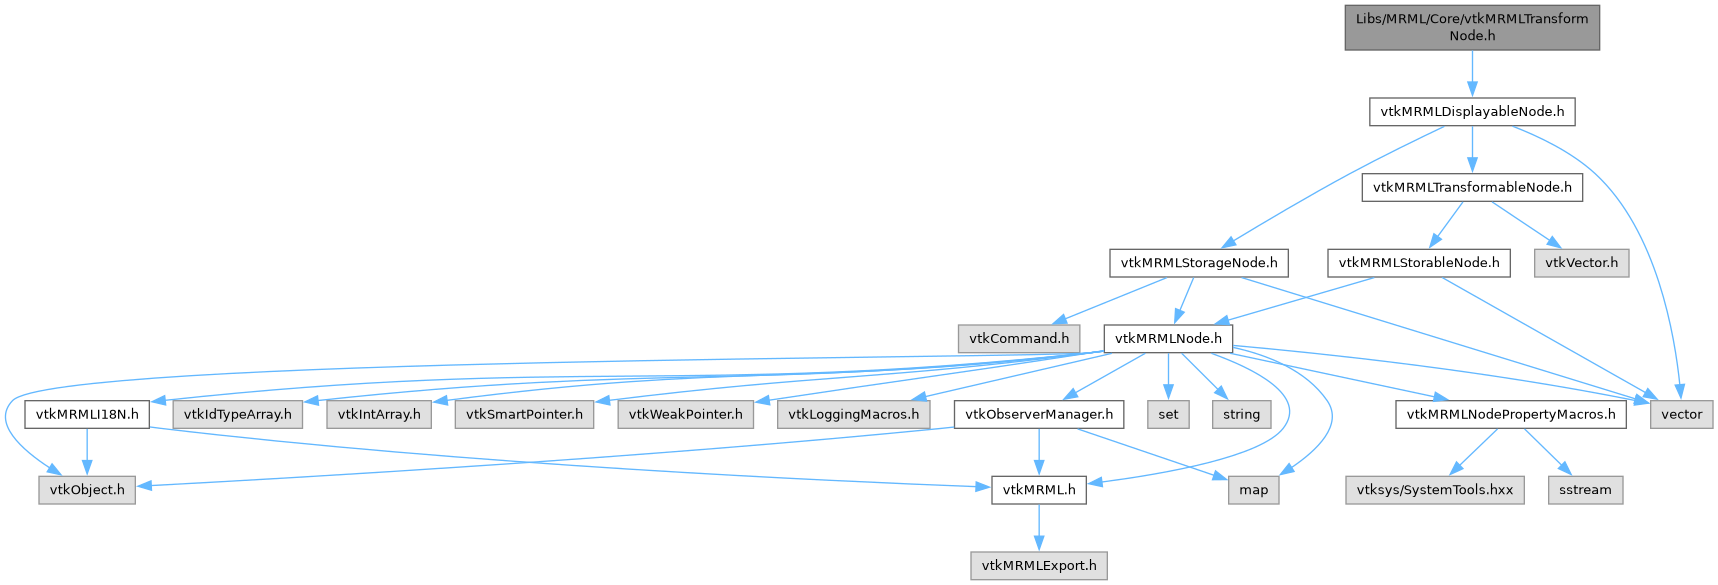 Libs/MRML/Core/vtkMRMLTransform
Node.h
vtkMRMLDisplayableNode.h
vtkMRMLTransformableNode.h
vtkMRMLStorageNode.h
vtkMRMLStorableNode.h
vtkVector.h
vtkCommand.h
vtkMRMLNode.h
vtkMRMLI18N.h
vtkIdTypeArray.h
vtkIntArray.h
vtkSmartPointer.h
vtkWeakPointer.h
vtkLoggingMacros.h
vtkObserverManager.h
set
string
vtkMRMLNodePropertyMacros.h
vector
vtkObject.h
vtkMRML.h
map
vtksys/SystemTools.hxx
sstream
vtkMRMLExport.h